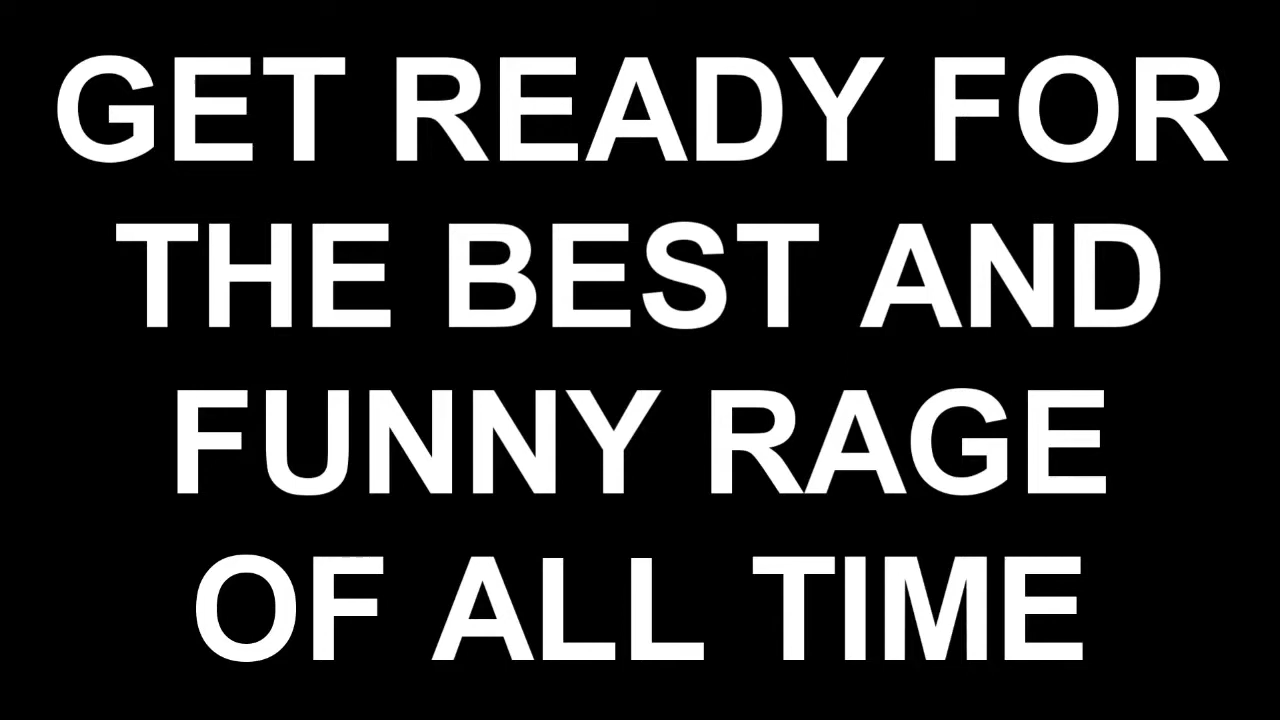 GET READY FOR
THE BEST AND
FUNNY RAGE
OF ALL TIME